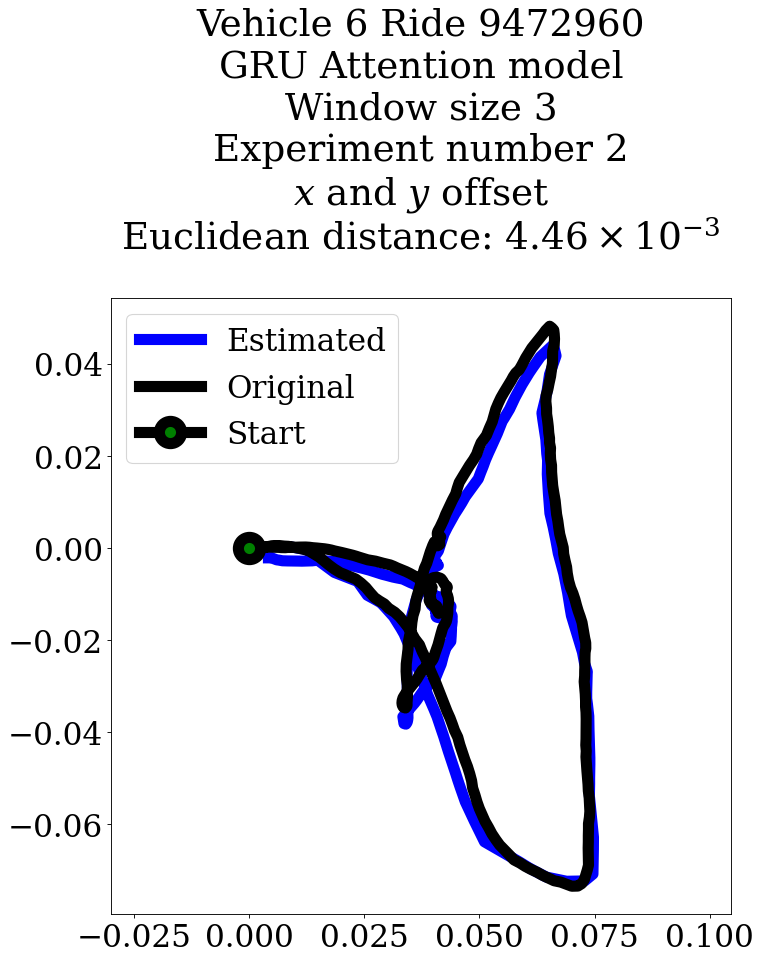 Vehicle 6 Ride 9472960
GRU Attention model
Window size 3
Experiment number 2
x and y offset
Euclidean distance: 4.46 × 10⁻³
Estimated
Original
Start
0.04
0.02
0.00
−0.02
−0.04
−0.06
−0.025 0.000 0.025 0.050 0.075 0.100